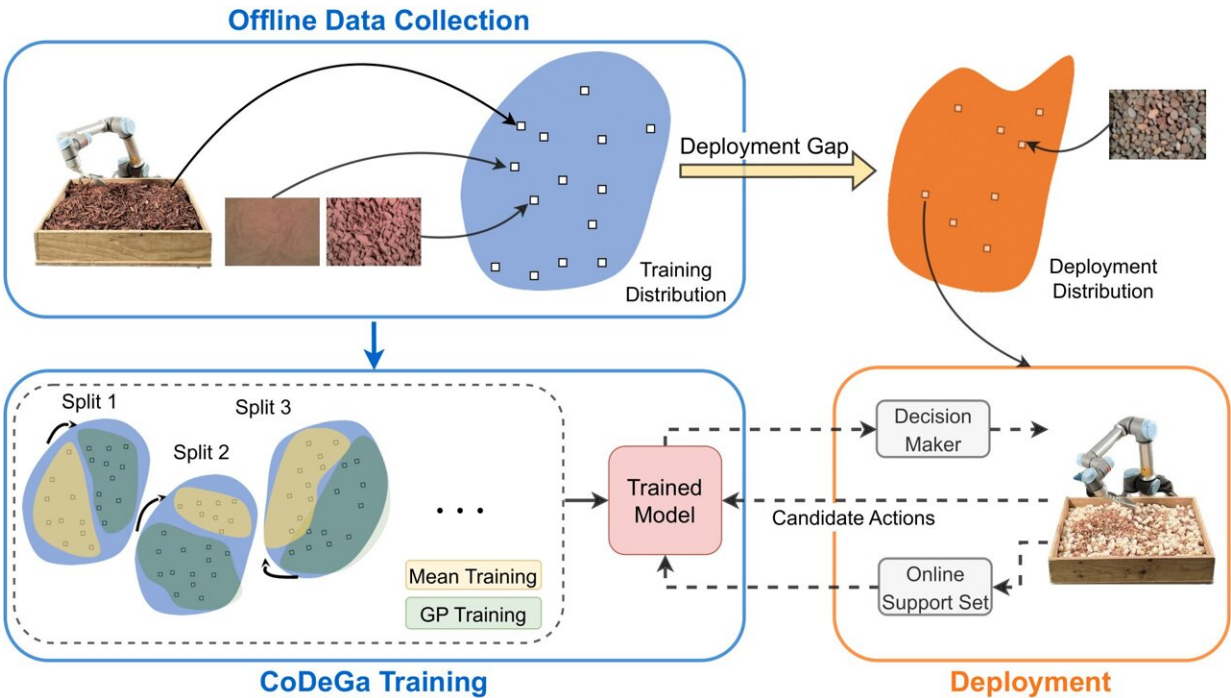 Offline Data Collection
Deployment Gap
Training
Distribution
Deployment
Distribution
Split 1
Split 2
Split 3
...
Mean Training
GP Training
Trained
Model
Decision
Maker
Candidate Actions
Online
Support Set
CoDeGa Training
Deployment